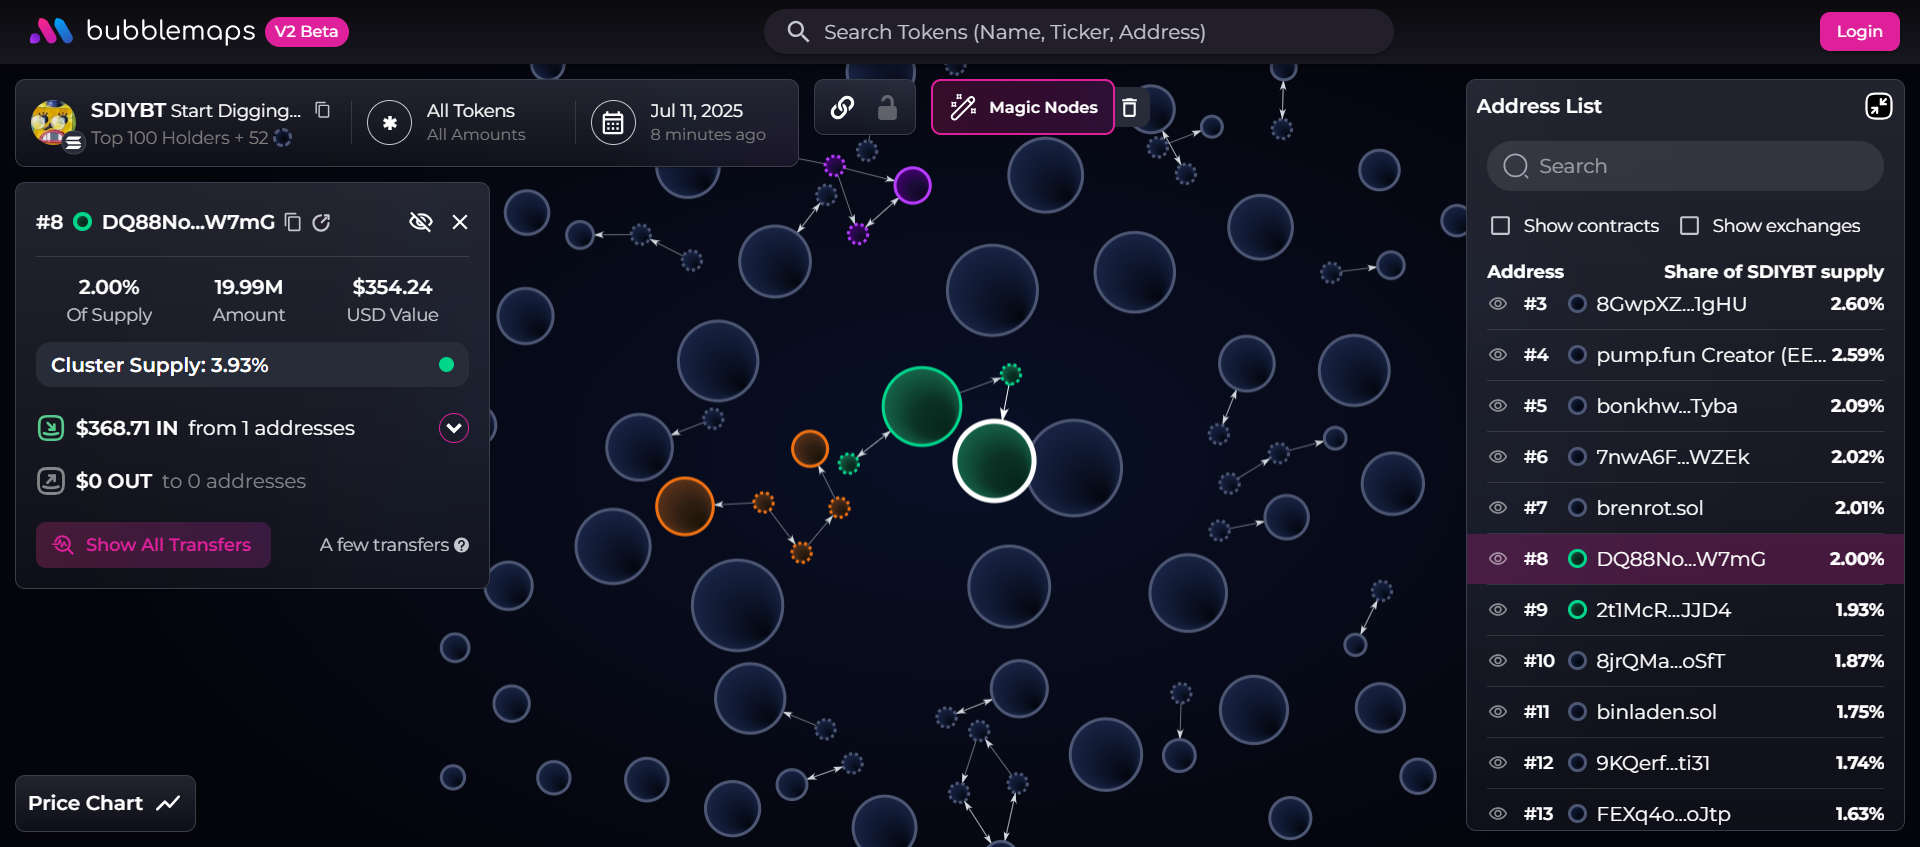 bubblemaps V2 Beta
Search Tokens (Name, Ticker, Address)
Login
SDIYBT Start Digging...
Top 100 Holders + 52
All Tokens
All Amounts
Jul 11, 2025
8 minutes ago
Magic Nodes
#8 DQ88No...W7mG
2.00% 19.99M $354.24
Of Supply Amount USD Value
Cluster Supply: 3.93%
$368.71 IN from 1 addresses
$0 OUT to 0 addresses
Show All Transfers A few transfers ?
Price Chart
Address List
Search
Show contracts Show exchanges
Address Share of SDIYBT supply
#3 8GwpXZ...1gHU 2.60%
#4 pump.fun Creator (EE... 2.59%
#5 bonkhw...Tyba 2.09%
#6 7nwA6F...WZEk 2.02%
#7 brenrot.sol 2.01%
#8 DQ88No...W7mG 2.00%
#9 2t1McR...JJD4 1.93%
#10 8jrQMa...oSfT 1.87%
#11 binladen.sol 1.75%
#12 9KQerf...ti31 1.74%
#13 FEXq4o...oJtp 1.63%